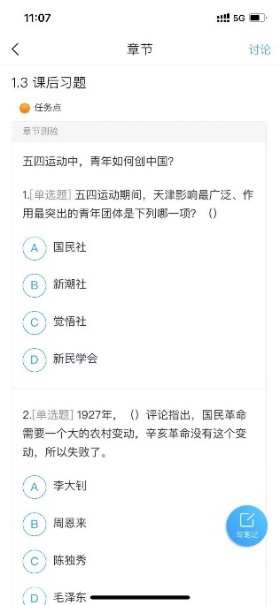 11:07
5G
章节
讨论
1.3 课后习题
任务点
章节测验
五四运动中，青年如何创中国？
1.[单选题] 五四运动期间，天津影响最广泛、作
用最突出的青年团体是下列哪一项？（）
A 国民社
B 新潮社
C 觉悟社
D 新民学会
2.[单选题] 1927年，（）评论指出，国民革命
需要一个大的农村变动，辛亥革命没有这个变
动，所以失败了。
A 李大钊
B 周恩来
C 陈独秀
写笔记
D 毛泽东